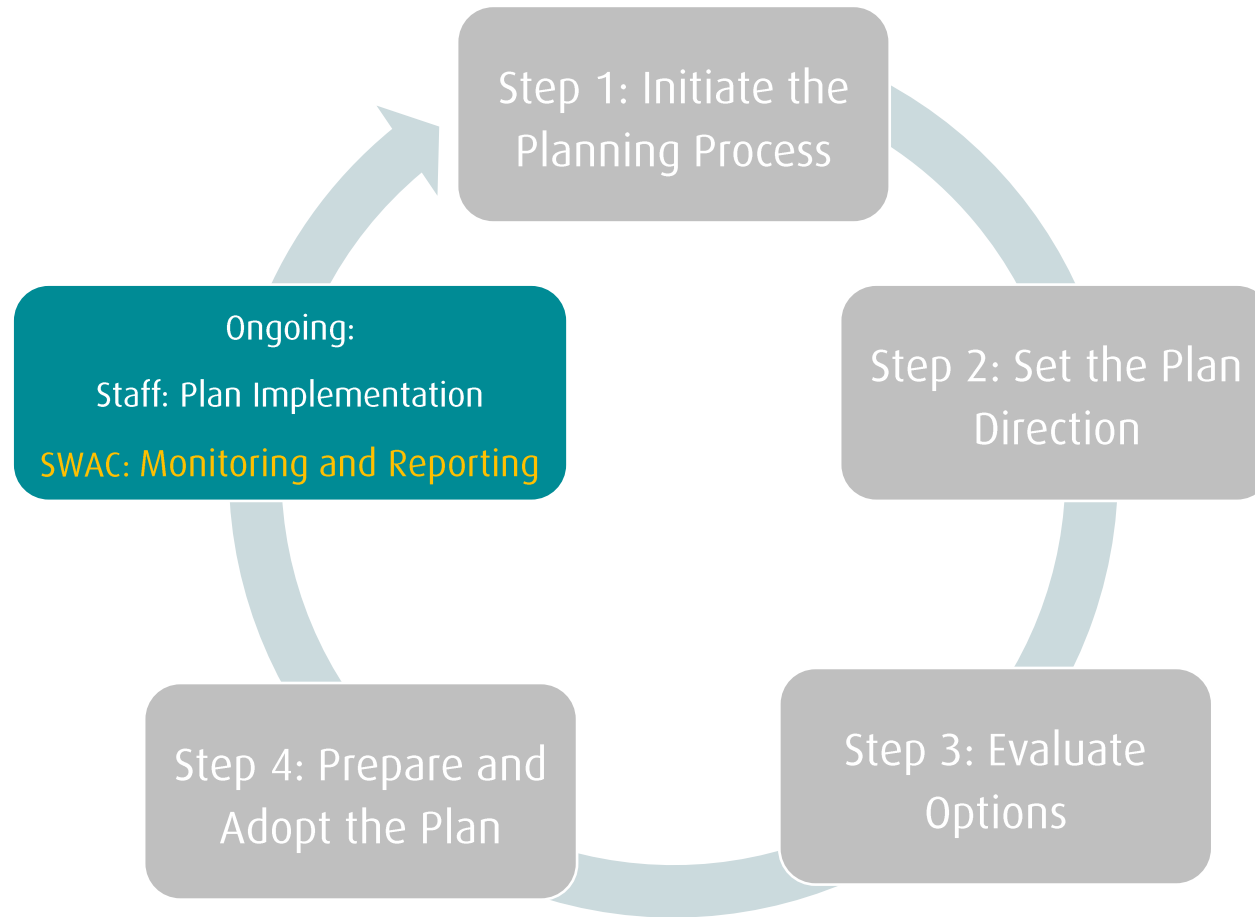 Step 1: Initiate the
Planning Process
Step 2: Set the Plan
Direction
Step 3: Evaluate
Options
Step 4: Prepare and
Adopt the Plan
Ongoing:
Staff: Plan Implementation
SWAC: Monitoring and Reporting